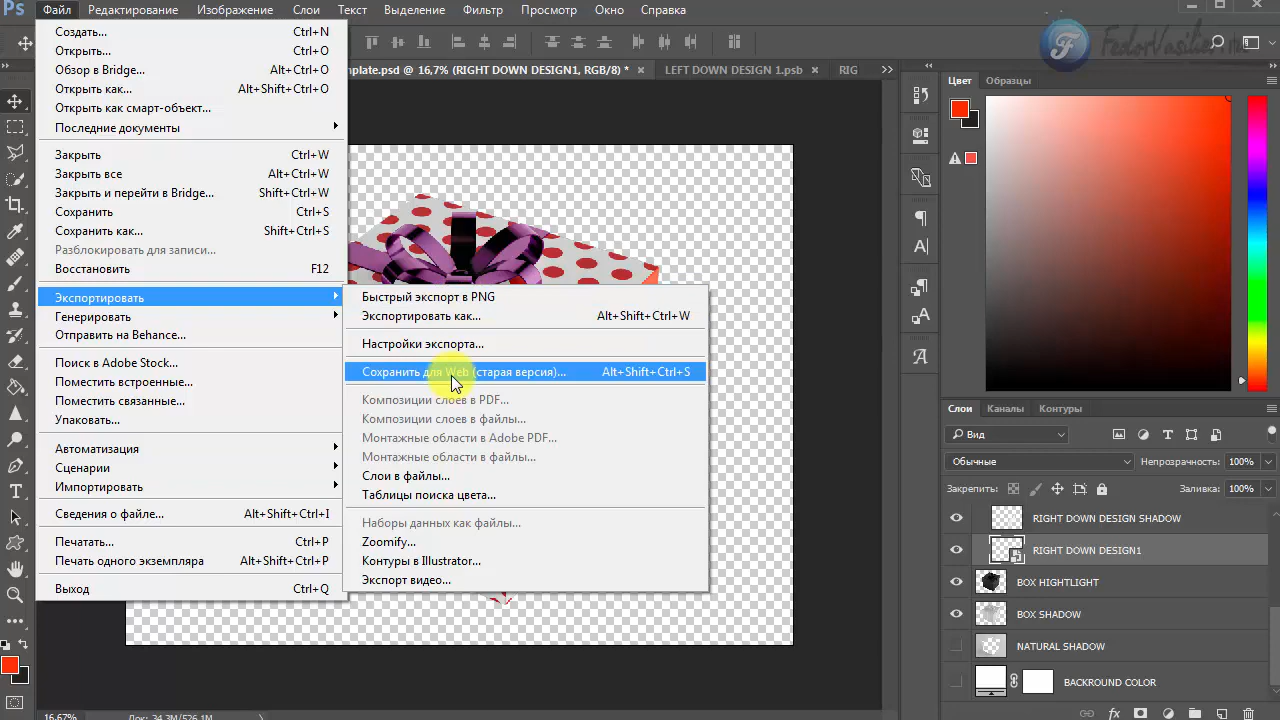 Ps Файл Редактирование Изображение Слои Текст Выделение Фильтр Просмотр Окно Справка
Создать... Ctrl+N
Открыть... Ctrl+O
Обзор в Bridge... Alt+Ctrl+O
Открыть как... Alt+Shift+Ctrl+O
Открыть как смарт-объект...
Последние документы
Закрыть Ctrl+W
Закрыть все Alt+Ctrl+W
Закрыть и перейти в Bridge... Shift+Ctrl+W
Сохранить Ctrl+S
Сохранить как... Shift+Ctrl+S
Разблокировать для записи...
Восстановить F12
Экспортировать
Генерировать
Отправить на Behance...
Поиск в Adobe Stock...
Поместить встроенные...
Поместить связанные...
Упаковать...
Автоматизация
Сценарии
Импортировать
Сведения о файле... Alt+Shift+Ctrl+I
Печатать... Ctrl+P
Печать одного экземпляра Alt+Shift+Ctrl+P
Выход Ctrl+Q
mplate.psd @ 16,7% (RIGHT DOWN DESIGN1, RGB/8) * LEFT DOWN DESIGN 1.psb RIG
Быстрый экспорт в PNG
Экспортировать как... Alt+Shift+Ctrl+W
Настройки экспорта...
Сохранить для Web (старая версия)... Alt+Shift+Ctrl+S
Композиции слоев в PDF...
Композиции слоев в файлы...
Монтажные области в Adobe PDF...
Монтажные области в файлы...
Слои в файлы...
Таблицы поиска цвета...
Наборы данных как файлы...
Zoomify...
Контуры в Illustrator...
Экспорт видео...
16,67% Док: 34,3M/526,1M
Цвет Образцы
Слои Каналы Контуры
Вид
Обычные Непрозрачность: 100%
Закрепить: Заливка: 100%
RIGHT DOWN DESIGN SHADOW
RIGHT DOWN DESIGN1
BOX HIGHTLIGHT
BOX SHADOW
NATURAL SHADOW
BACKROUND COLOR
fx